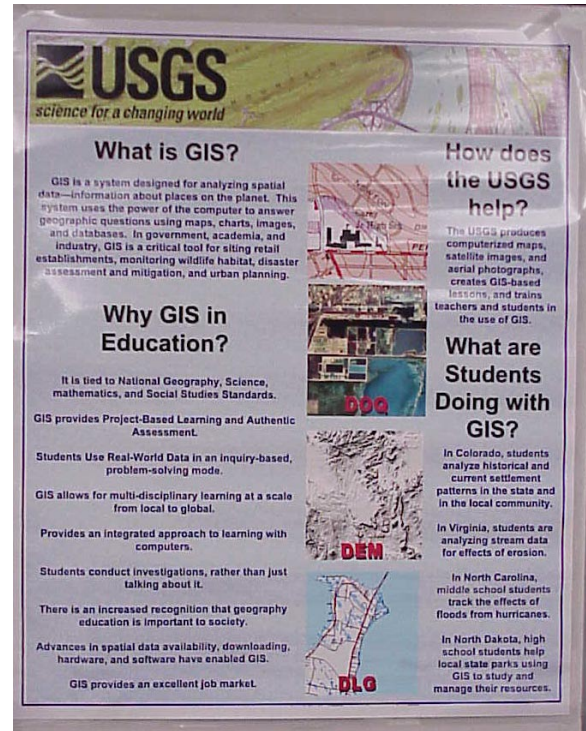 USGS
science for a changing world
What is GIS?
GIS is a system designed for analyzing spatial
data—information about places on the planet. This
system uses the power of the computer to answer
geographic questions using maps, charts, images,
and databases. In government, academia, and
industry, GIS is a critical tool for siting retail
establishments, monitoring wildlife habitat, disaster
assessment and mitigation, and urban planning.
Why GIS in
Education?
It is tied to National Geography, Science,
mathematics, and Social Studies Standards.
GIS provides Project-Based Learning and Authentic
Assessment.
Students Use Real-World Data in an inquiry-based,
problem-solving mode.
GIS allows for multi-disciplinary learning at a scale
from local to global.
Provides an integrated approach to learning with
computers.
Students conduct investigations, rather than just
talking about it.
There is an increased recognition that geography
education is important to society.
Advances in spatial data availability, downloading,
hardware, and software have enabled GIS.
GIS provides an excellent job market.
DOQ
DEM
DLG
How does
the USGS
help?
The USGS produces
computerized maps,
satellite images, and
aerial photographs,
creates GIS-based
lessons, and trains
teachers and students in
the use of GIS.
What are
Students
Doing with
GIS?
In Colorado, students
analyze historical and
current settlement
patterns in the state and
in the local community.
In Virginia, students are
analyzing stream data
for effects of erosion.
In North Carolina,
middle school students
track the effects of
floods from hurricanes.
In North Dakota, high
school students help
local state parks using
GIS to study and
manage their resources.